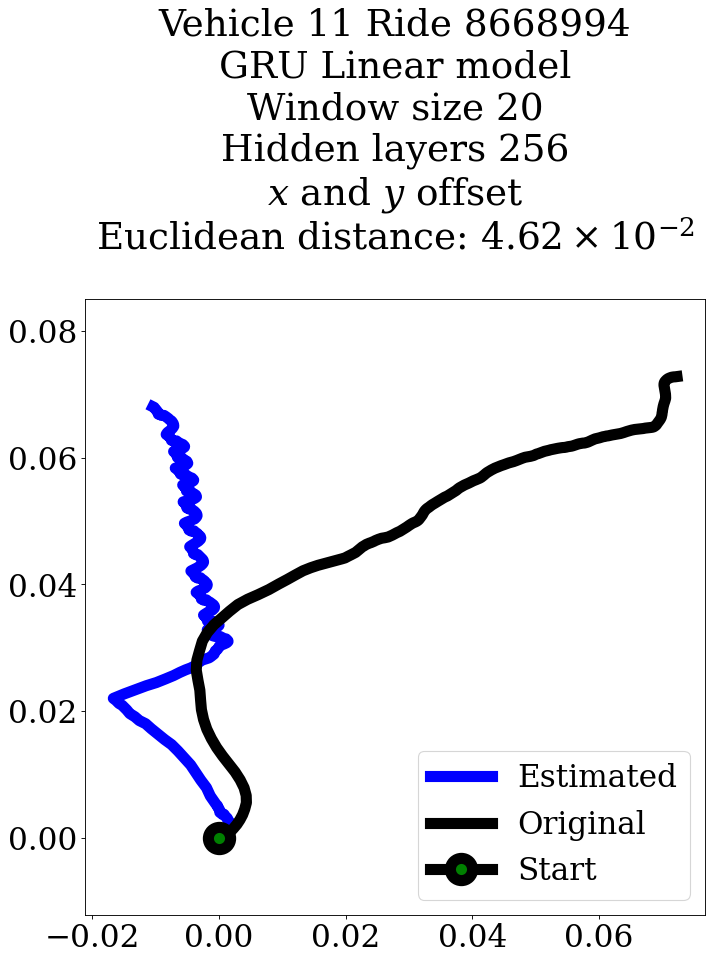 Vehicle 11 Ride 8668994
GRU Linear model
Window size 20
Hidden layers 256
x and y offset
Euclidean distance: 4.62 × 10⁻²
0.08
0.06
0.04
0.02
0.00
−0.02 0.00 0.02 0.04 0.06
Estimated
Original
Start